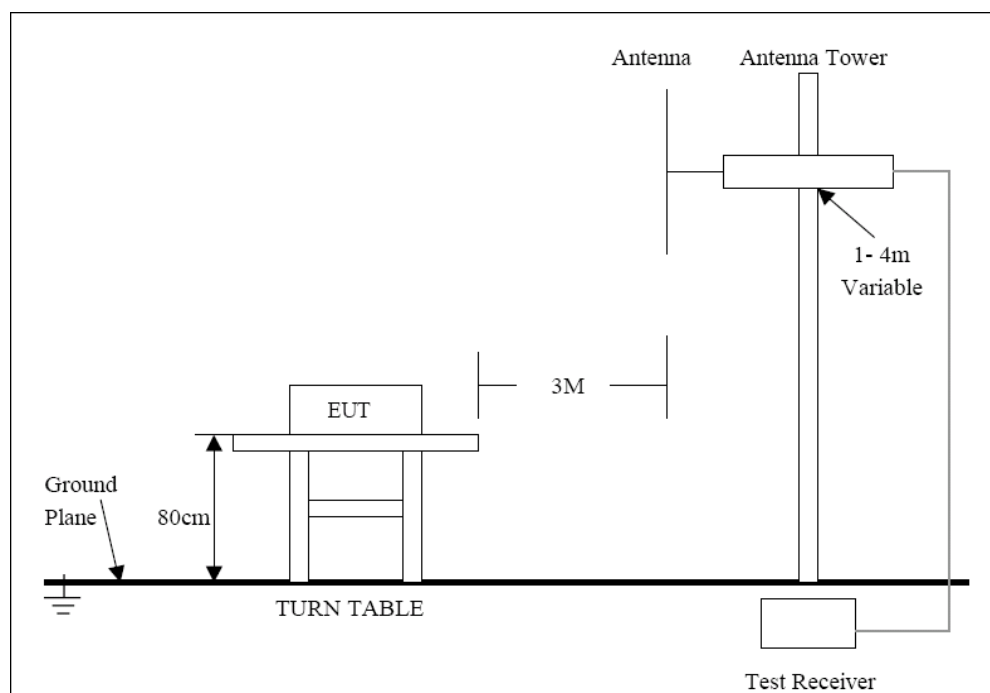 Antenna
Antenna Tower
1- 4m
Variable
3M
EUT
Ground
Plane
80cm
TURN TABLE
Test Receiver